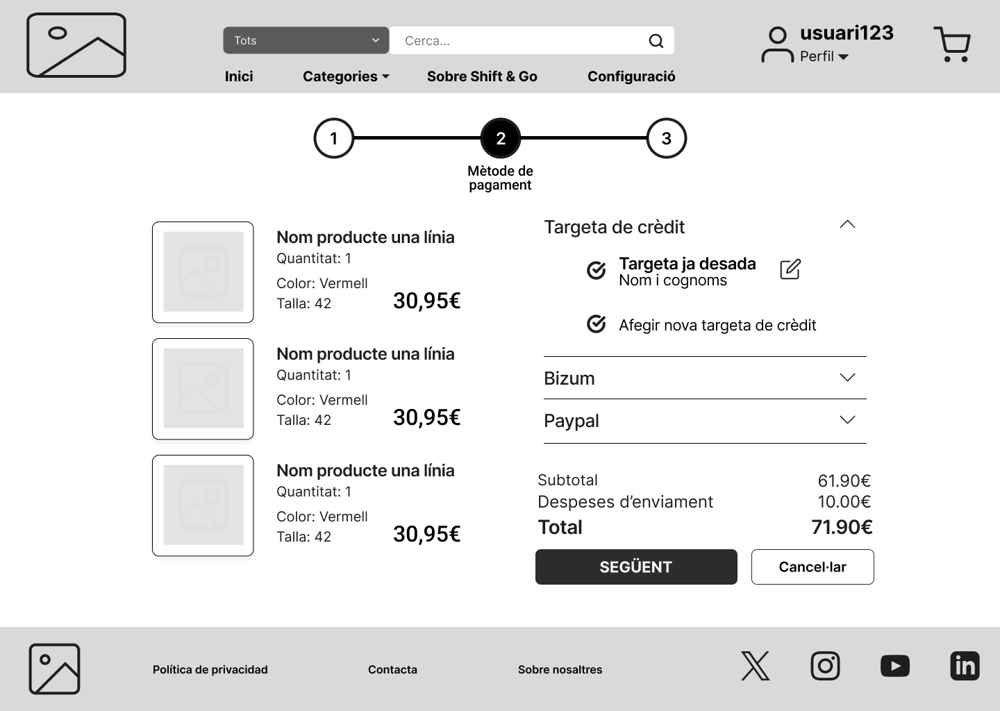 Tots
Cerca...
usuari123
Perfil
Inici
Categories
Sobre Shift & Go
Configuració
1
2
3
Mètode de
pagament
Nom producte una línia
Quantitat: 1
Color: Vermell
Talla: 42
30,95€
Nom producte una línia
Quantitat: 1
Color: Vermell
Talla: 42
30,95€
Nom producte una línia
Quantitat: 1
Color: Vermell
Talla: 42
30,95€
Targeta de crèdit
Targeta ja desada
Nom i cognoms
Afegir nova targeta de crèdit
Bizum
Paypal
Subtotal 61.90€
Despeses d’enviament 10.00€
Total 71.90€
SEGÜENT
Cancel·lar
Política de privacidad
Contacta
Sobre nosaltres
in